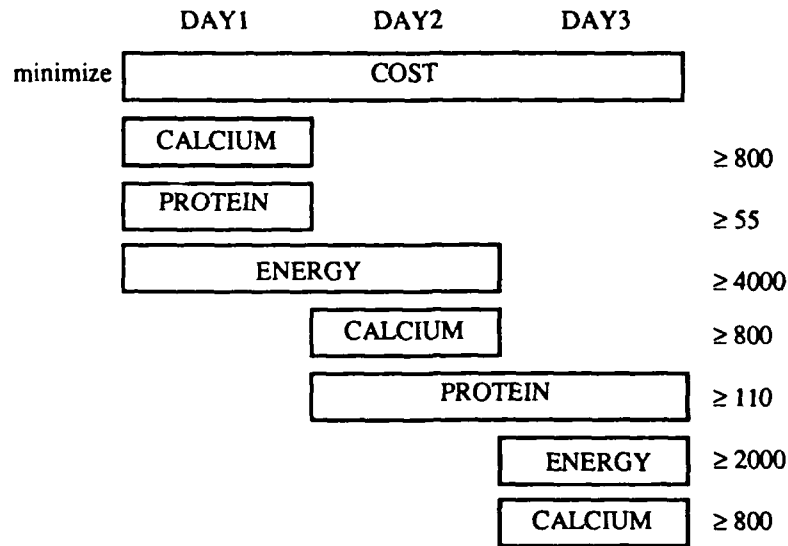 DAY1 DAY2 DAY3
minimize COST
CALCIUM ≥ 800
PROTEIN ≥ 55
ENERGY ≥ 4000
CALCIUM ≥ 800
PROTEIN ≥ 110
ENERGY ≥ 2000
CALCIUM ≥ 800